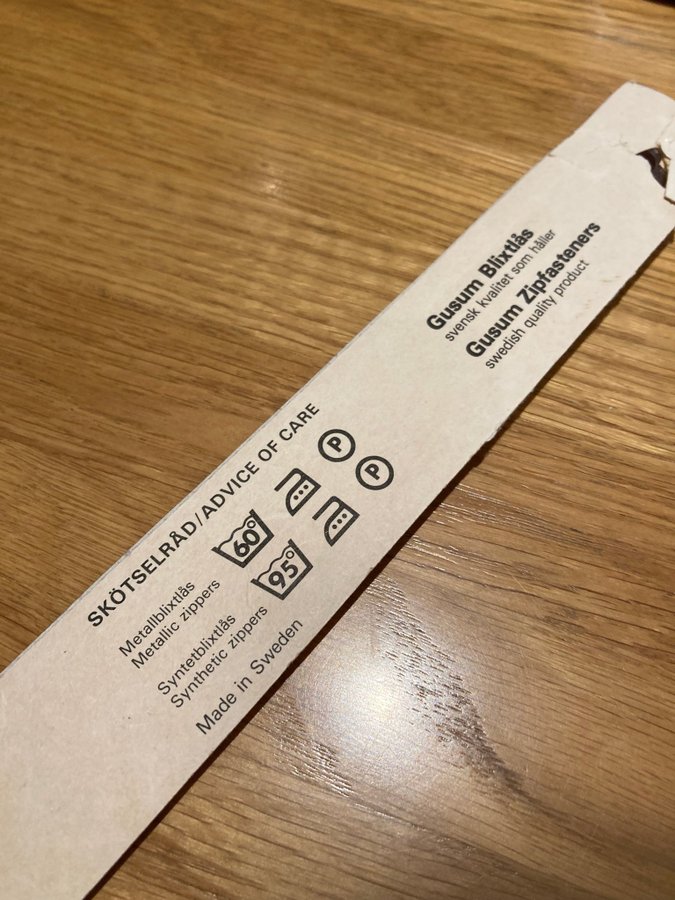 Gusum Blixtlås
svensk kvalitet som håller
Gusum Zipfasteners
swedish quality product
SKÖTSELRÅD/ADVICE OF CARE
Metallblixtlås
Metallic zippers
60° P
Syntetblixtlås
Synthetic zippers
95° P
Made in Sweden